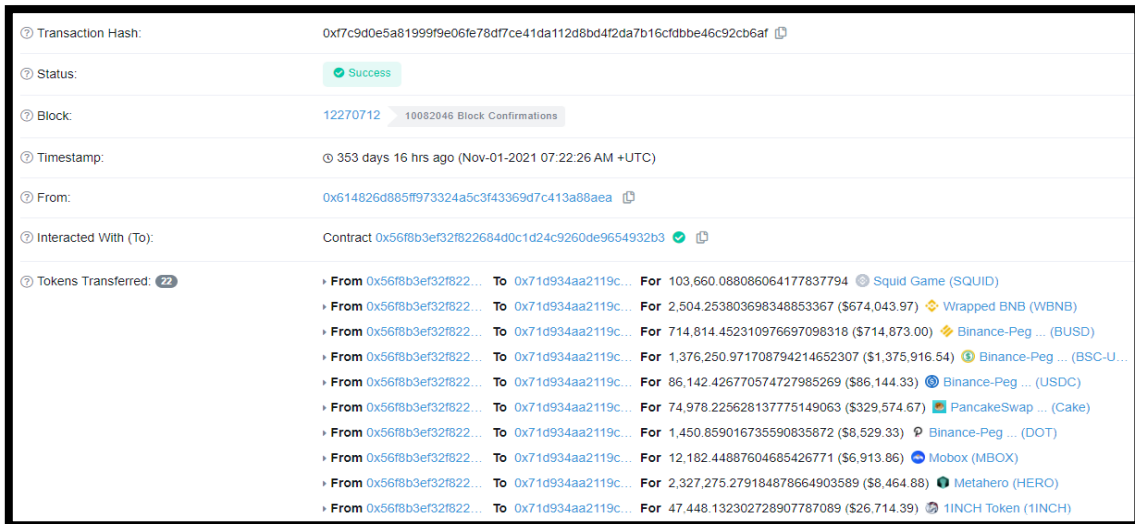 Transaction Hash: 0xf7c9d0e5a81999f9e06fe78df7ce41da112d8bd4f2da7b16cfdbbe46c92cb6af
Status: Success
Block: 12270712 10082046 Block Confirmations
Timestamp: 353 days 16 hrs ago (Nov-01-2021 07:22:26 AM +UTC)
From: 0x614826d885ff973324a5c3f43369d7c413a88aea
Interacted With (To): Contract 0x56f8b3ef32f822684d0c1d24c9260de9654932b3
Tokens Transferred: 22 From 0x56f8b3ef32f822... To 0x71d934aa2119c... For 103,660.088086064177837794 Squid Game (SQUID)
From 0x56f8b3ef32f822... To 0x71d934aa2119c... For 2,504.253803698348853367 ($674,043.97) Wrapped BNB (WBNB)
From 0x56f8b3ef32f822... To 0x71d934aa2119c... For 714,814.452310976697098318 ($714,873.00) Binance-Peg ... (BUSD)
From 0x56f8b3ef32f822... To 0x71d934aa2119c... For 1,376,250.971708794214652307 ($1,375,916.54) Binance-Peg ... (BSC-U...
From 0x56f8b3ef32f822... To 0x71d934aa2119c... For 86,142.426770574727985269 ($86,144.33) Binance-Peg ... (USDC)
From 0x56f8b3ef32f822... To 0x71d934aa2119c... For 74,978.225628137775149063 ($329,574.67) PancakeSwap ... (Cake)
From 0x56f8b3ef32f822... To 0x71d934aa2119c... For 1,450.859016735590835872 ($8,529.33) Binance-Peg ... (DOT)
From 0x56f8b3ef32f822... To 0x71d934aa2119c... For 12,182.44887604685426771 ($6,913.86) Mobox (MBOX)
From 0x56f8b3ef32f822... To 0x71d934aa2119c... For 2,327,275.279184878664903589 ($8,464.88) Metahero (HERO)
From 0x56f8b3ef32f822... To 0x71d934aa2119c... For 47,448.132302728907787089 ($26,714.39) 1INCH Token (1INCH)